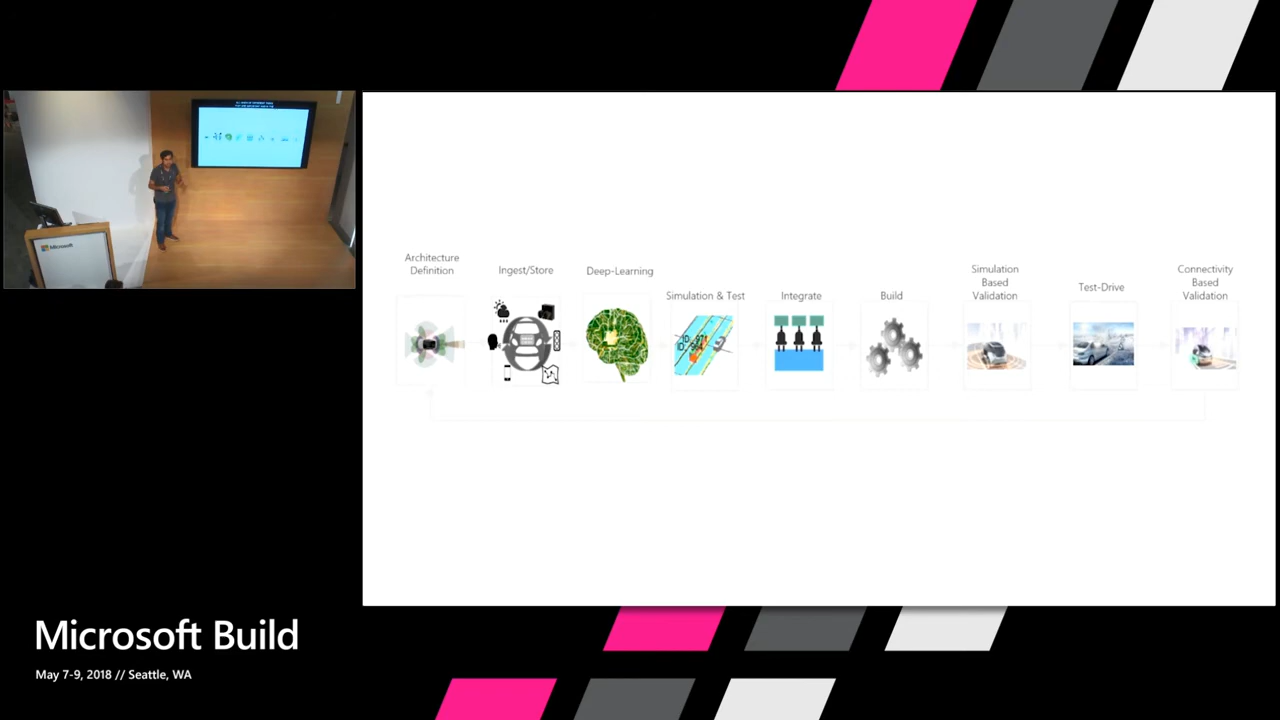 Microsoft
Architecture
Definition
Ingest/Store
Deep-Learning
Simulation & Test
Integrate
Build
Simulation
Based
Validation
Test-Drive
Connectivity
Based
Validation
Microsoft Build
May 7-9, 2018 // Seattle, WA